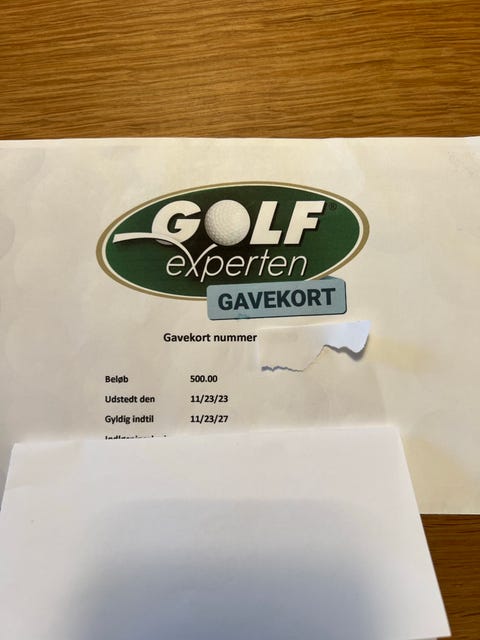 GOLF®
experten
GAVEKORT
Gavekort nummer
Beløb 500.00
Udstedt den 11/23/23
Gyldig indtil 11/23/27